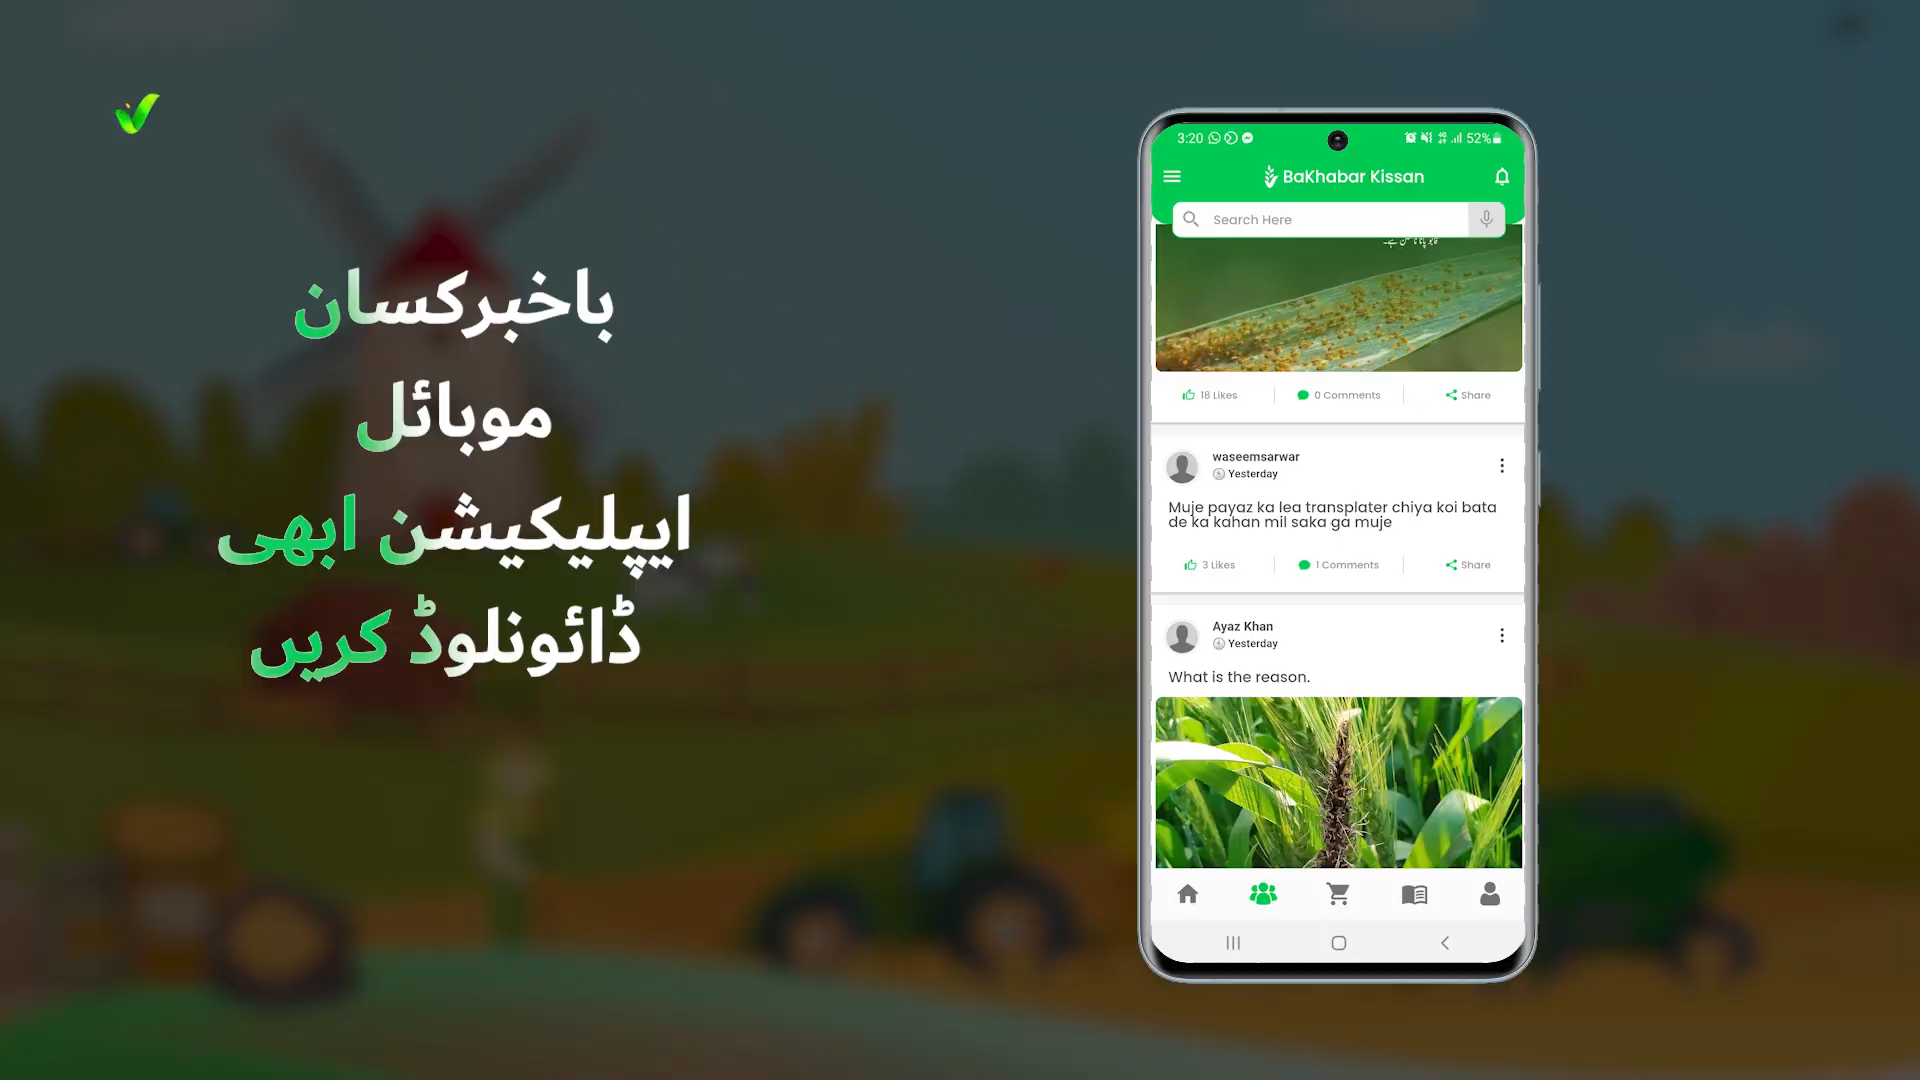 باخبرکسان
موبائل
ایپلیکیشن ابھی
ڈائونلوڈ کریں
3:20
52%
BaKhabar Kissan
Search Here
18 Likes
0 Comments
Share
waseemsarwar
Yesterday
Muje payaz ka lea transplater chiya koi bata
de ka kahan mil saka ga muje
3 Likes
1 Comments
Share
Ayaz Khan
Yesterday
What is the reason.